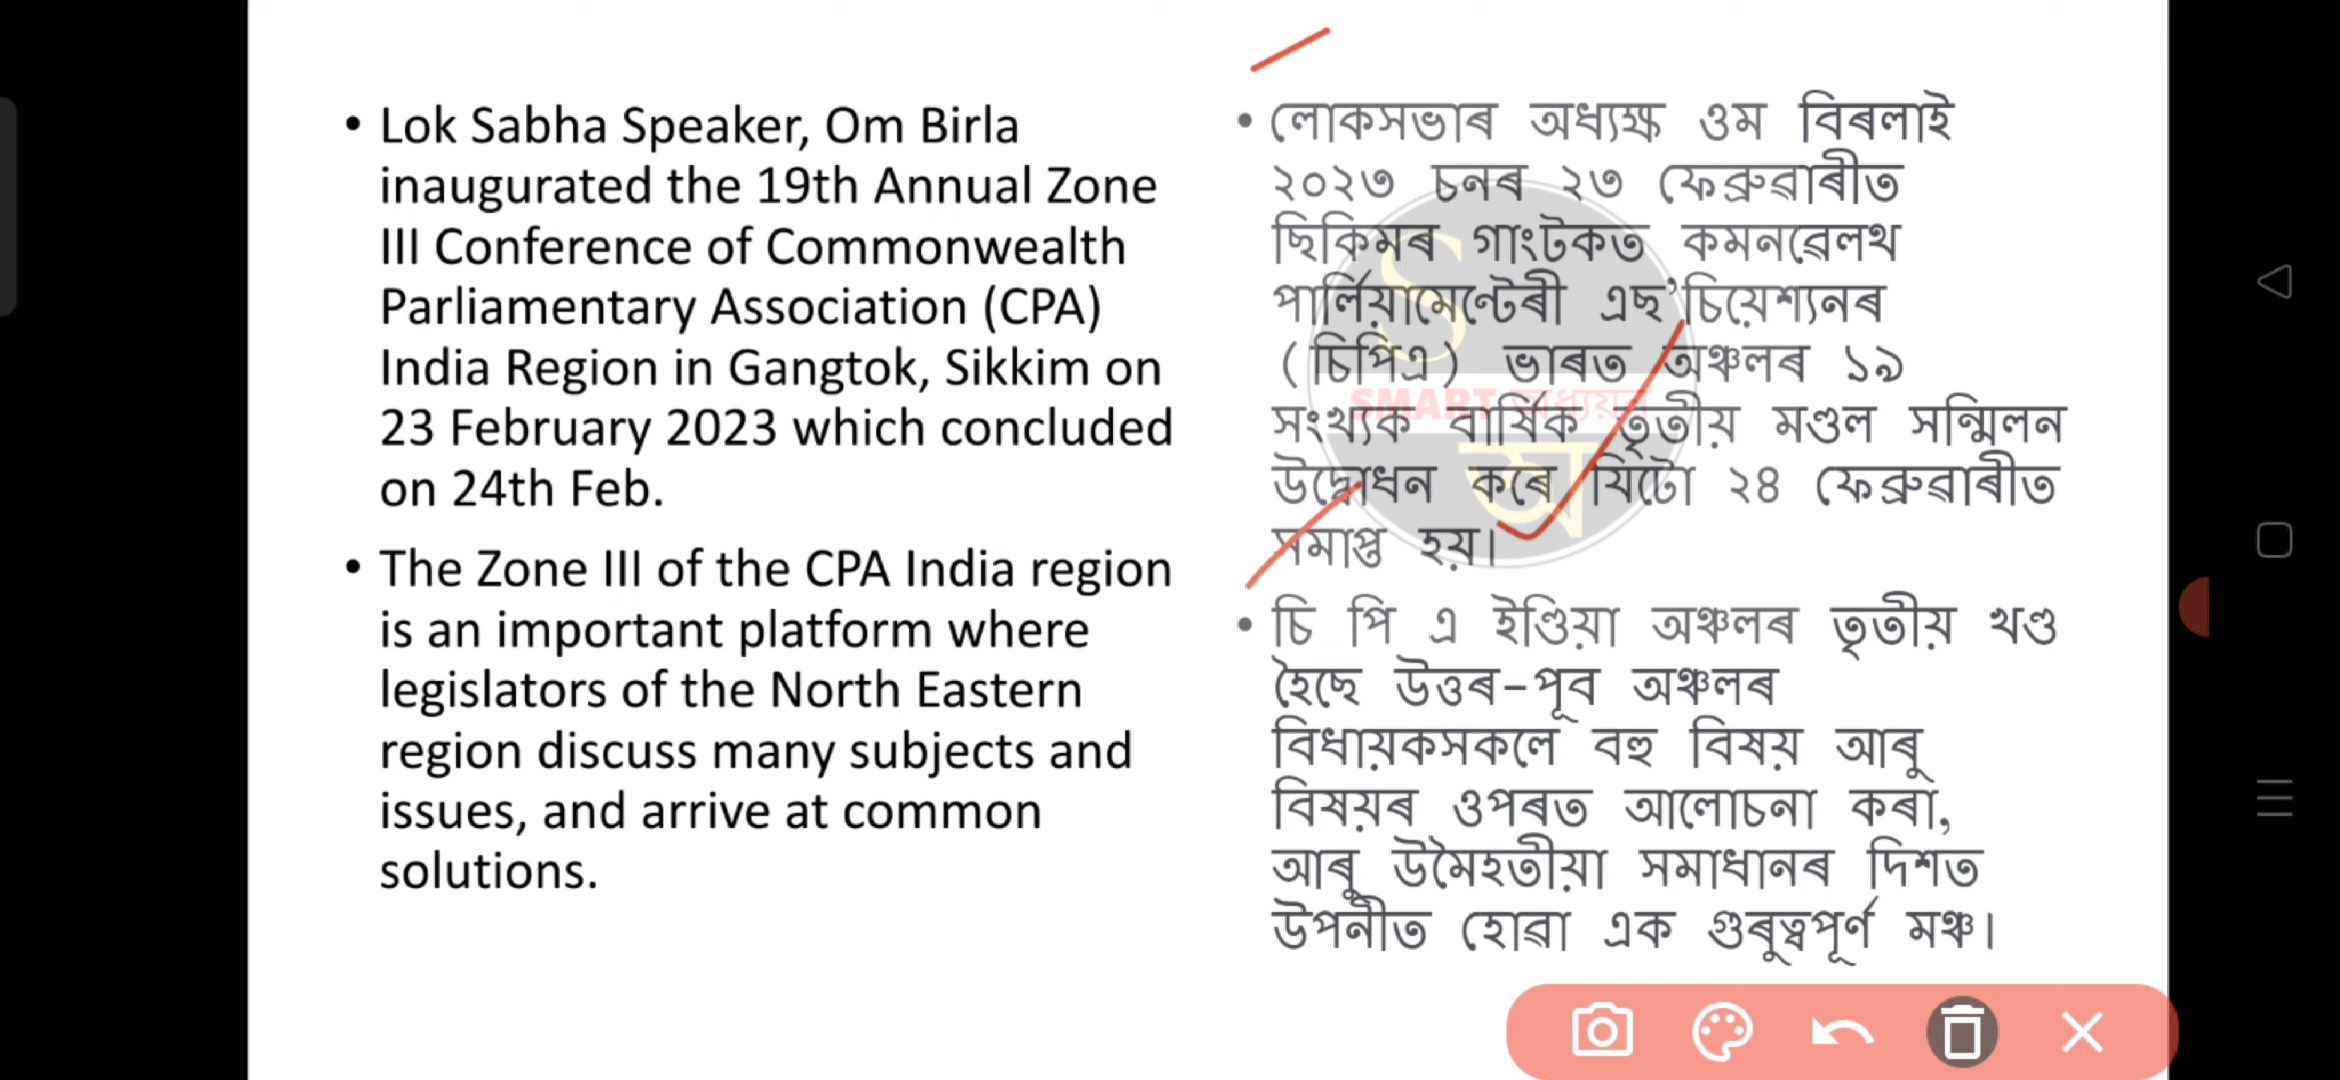 • Lok Sabha Speaker, Om Birla
inaugurated the 19th Annual Zone
III Conference of Commonwealth
Parliamentary Association (CPA)
India Region in Gangtok, Sikkim on
23 February 2023 which concluded
on 24th Feb.
• The Zone III of the CPA India region
is an important platform where
legislators of the North Eastern
region discuss many subjects and
issues, and arrive at common
solutions.
• লোকসভাৰ অধ্যক্ষ ওম বিৰলাই
২০২৩ চনৰ ২৩ ফেব্ৰুৱাৰীত
ছিকিমৰ গাংটকত কমনৱেলথ
পাৰ্লিয়ামেন্টেৰী এছ'চিয়েশ্যনৰ
(চিপিএ) ভাৰত অঞ্চলৰ ১৯
সংখ্যক বাৰ্ষিক তৃতীয় মণ্ডল সন্মিলন
উদ্বোধন কৰে যিটো ২৪ ফেব্ৰুৱাৰীত
সমাপ্ত হয়।
• চি পি এ ইণ্ডিয়া অঞ্চলৰ তৃতীয় খণ্ড
হৈছে উত্তৰ-পূব অঞ্চলৰ
বিধায়কসকলে বহু বিষয় আৰু
বিষয়ৰ ওপৰত আলোচনা কৰা,
আৰু উমৈহতীয়া সমাধানৰ দিশত
উপনীত হোৱা এক গুৰুত্বপূৰ্ণ মঞ্চ।
S
SMART অধ্যয়ন
অ